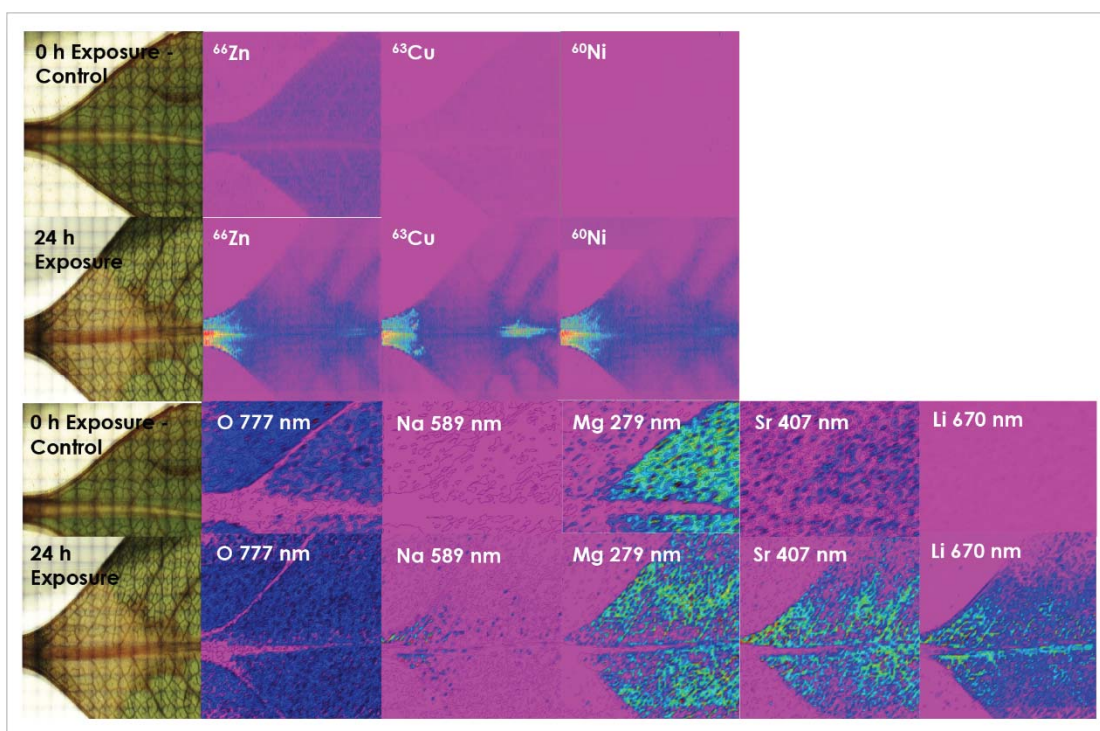 0 h Exposure - Control
⁶⁶Zn
⁶³Cu
⁶⁰Ni
24 h Exposure
⁶⁶Zn
⁶³Cu
⁶⁰Ni
0 h Exposure - Control
O 777 nm
Na 589 nm
Mg 279 nm
Sr 407 nm
Li 670 nm
24 h Exposure
O 777 nm
Na 589 nm
Mg 279 nm
Sr 407 nm
Li 670 nm